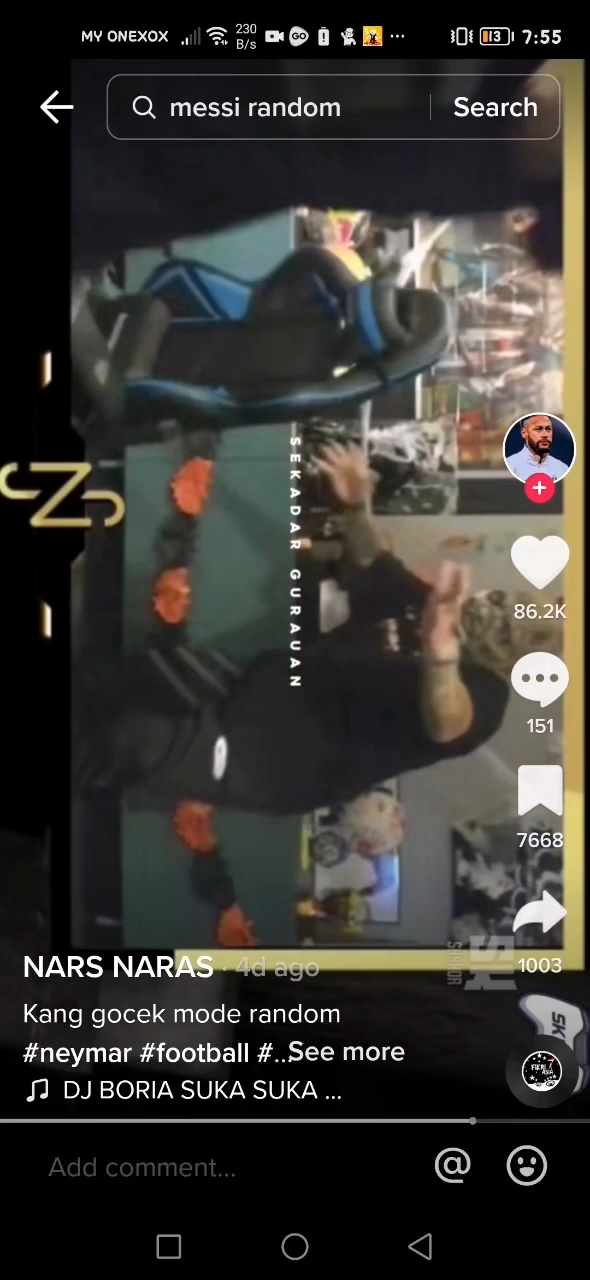 MY ONEXOX
230
B/s
GO
13
7:55
messi random
Search
SEKADAR GURAUAN
86.2K
151
7668
1003
NARS NARAS · 4d ago
Kang gocek mode random
#neymar #football #...See more
DJ BORIA SUKA SUKA ...
Add comment...
@